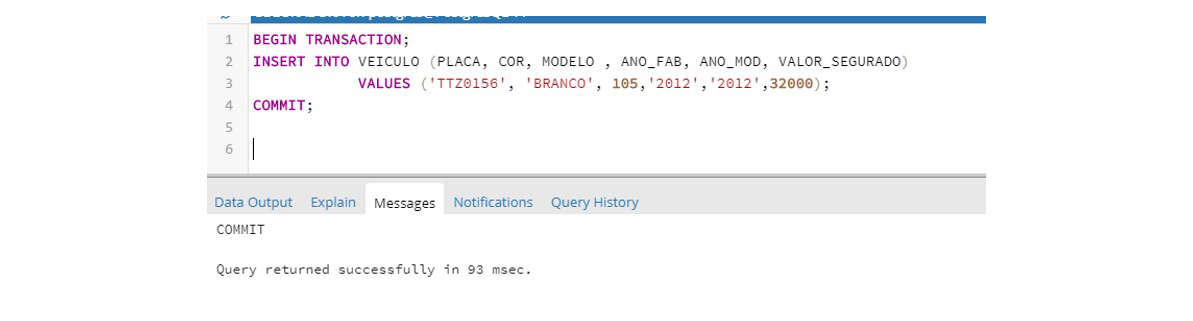 1 BEGIN TRANSACTION;
2 INSERT INTO VEICULO (PLACA, COR, MODELO , ANO_FAB, ANO_MOD, VALOR_SEGURADO)
3 VALUES ('TTZ0156', 'BRANCO', 105,'2012','2012',32000);
4 COMMIT;
5
6
Data Output Explain Messages Notifications Query History
COMMIT
Query returned successfully in 93 msec.